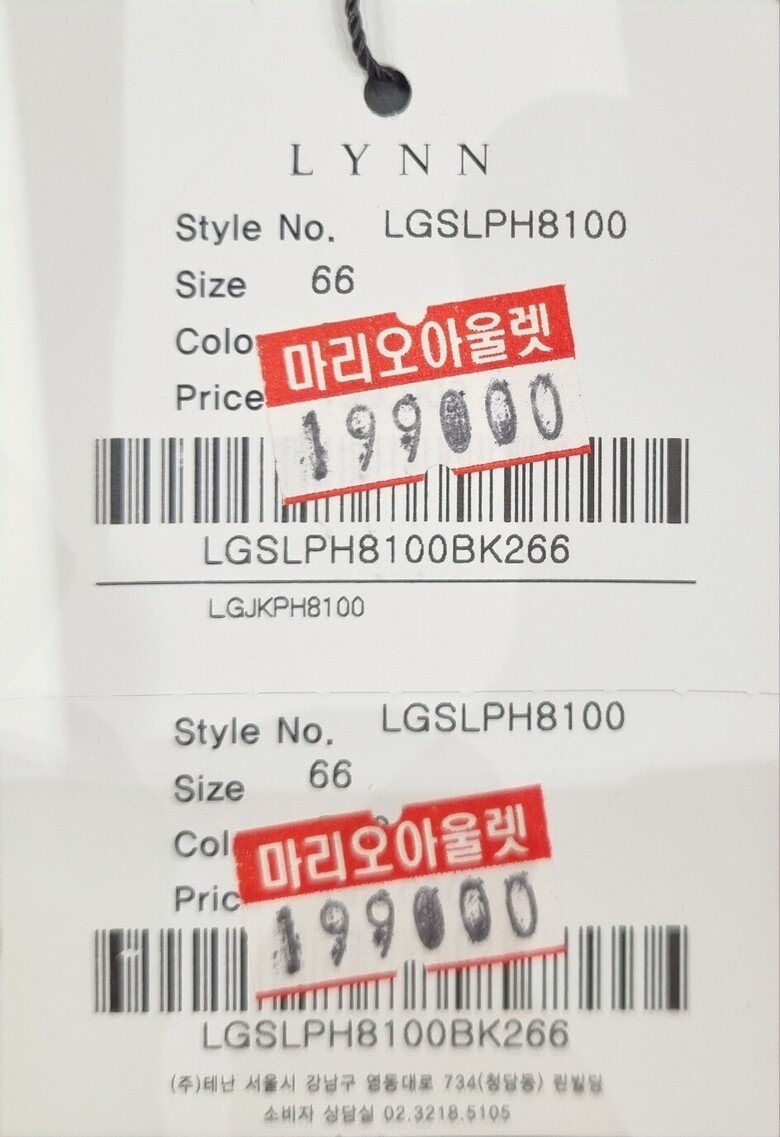 LYNN
Style No. LGSLPH8100
Size 66
Colo
마리오아울렛
Price
199000
LGSLPH8100BK266
LGJKPH8100
Style No. LGSLPH8100
Size 66
Col
마리오아울렛
Pric
199000
LGSLPH8100BK266
(주)테난 서울시 강남구 영동대로 734(청담동) 린빌딩
소비자 상담실 02.3218.5105